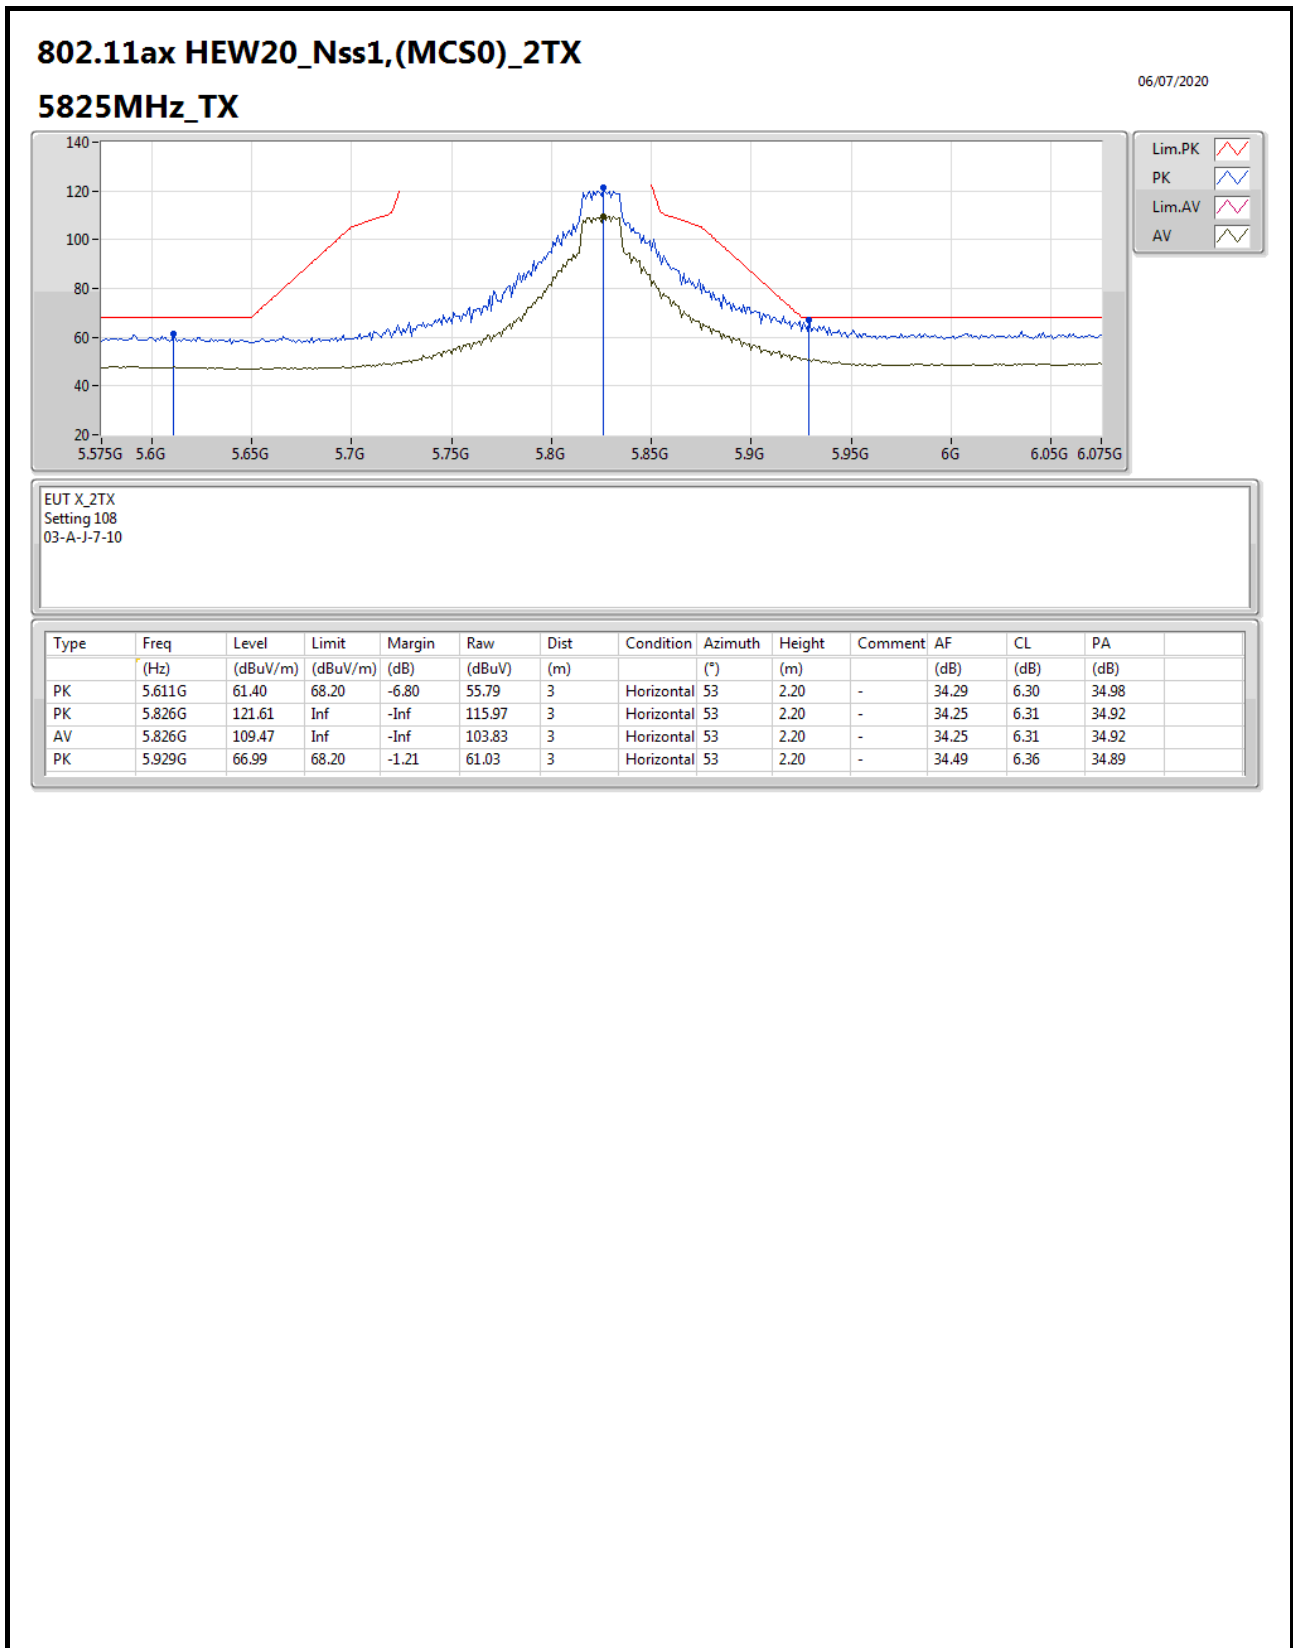 802.11ax HEW20_Nss1,(MCS0)_2TX
06/07/2020
5825MHz_TX
140
120
100
80
60
40
20
5.575G 5.6G 5.65G 5.7G 5.75G 5.8G 5.85G 5.9G 5.95G 6G 6.05G 6.075G
Lim.PK
PK
Lim.AV
AV
EUT X_2TX
Setting 108
03-A-J-7-10
Type Freq Level Limit Margin Raw Dist Condition Azimuth Height Comment AF CL PA
(Hz) (dBuV/m) (dBuV/m) (dB) (dBuV) (m) (°) (m) (dB) (dB) (dB)
PK 5.611G 61.40 68.20 -6.80 55.79 3 Horizontal 53 2.20 - 34.29 6.30 34.98
PK 5.826G 121.61 Inf -Inf 115.97 3 Horizontal 53 2.20 - 34.25 6.31 34.92
AV 5.826G 109.47 Inf -Inf 103.83 3 Horizontal 53 2.20 - 34.25 6.31 34.92
PK 5.929G 66.99 68.20 -1.21 61.03 3 Horizontal 53 2.20 - 34.49 6.36 34.89